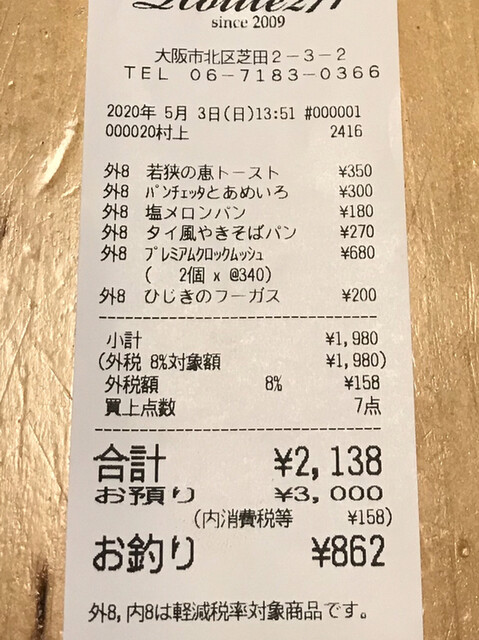 since 2009
大阪市北区芝田2-3-2
TEL 06-7183-0366
2020年 5月 3日(日)13:51 #000001
000020村上 2416
外8 若狭の恵トースト ¥350
外8 パンチェッタとあめいろ ¥300
外8 塩メロンパン ¥180
外8 タイ風やきそばパン ¥270
外8 プレミアムクロックムッシュ ¥680
( 2個 x @340)
外8 ひじきのフーガス ¥200
小計 ¥1,980
(外税 8%対象額 ¥1,980)
外税額 8% ¥158
買上点数 7点
合計 ¥2,138
お預り ¥3,000
(内消費税等 ¥158)
お釣り ¥862
外8,内8は軽減税率対象商品です。